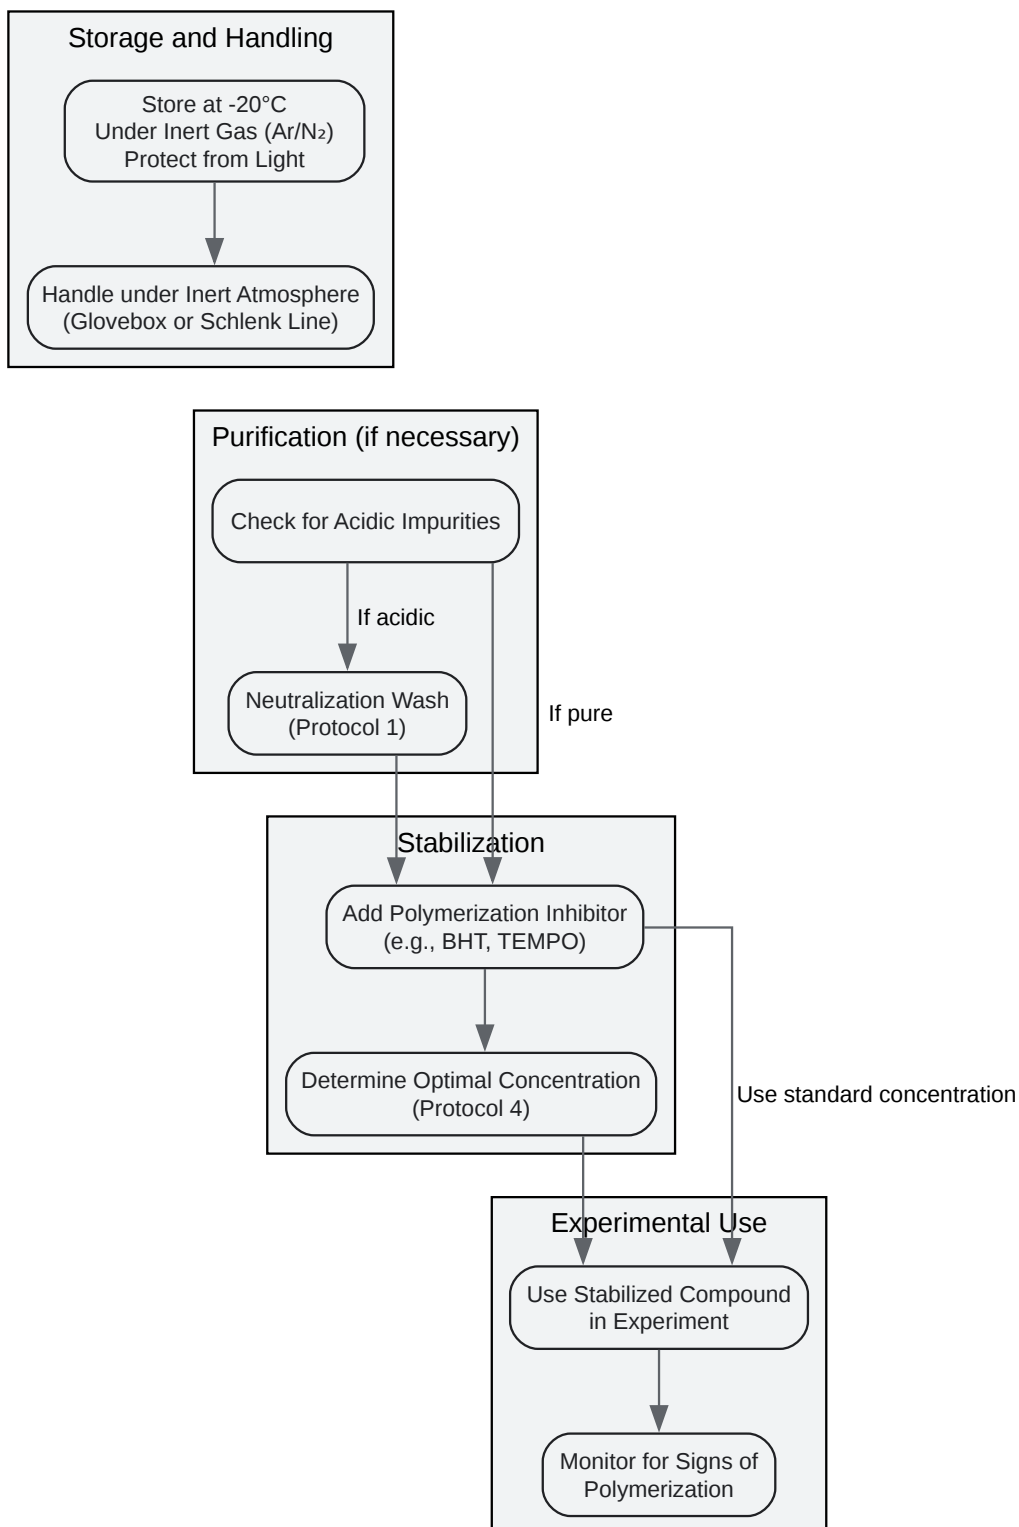 Storage and Handling
Store at -20°C
Under Inert Gas (Ar/N₂)
Protect from Light
Handle under Inert Atmosphere
(Glovebox or Schlenk Line)
Purification (if necessary)
Check for Acidic Impurities
If acidic
Neutralization Wash
(Protocol 1)
If pure
Stabilization
Add Polymerization Inhibitor
(e.g., BHT, TEMPO)
Determine Optimal Concentration
(Protocol 4)
Use standard concentration
Experimental Use
Use Stabilized Compound
in Experiment
Monitor for Signs of
Polymerization